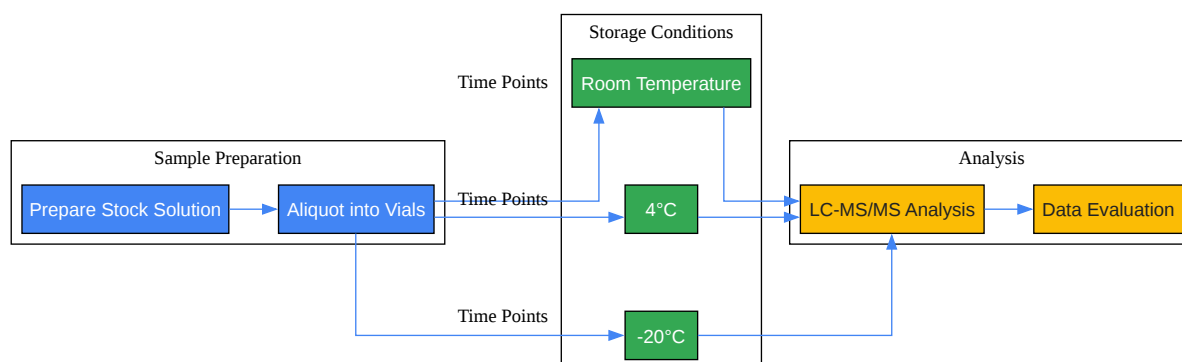 Storage Conditions
Time Points
Room Temperature
Sample Preparation
Analysis
Prepare Stock Solution
Aliquot into Vials
Time Points
4°C
LC-MS/MS Analysis
Data Evaluation
Time Points
-20°C